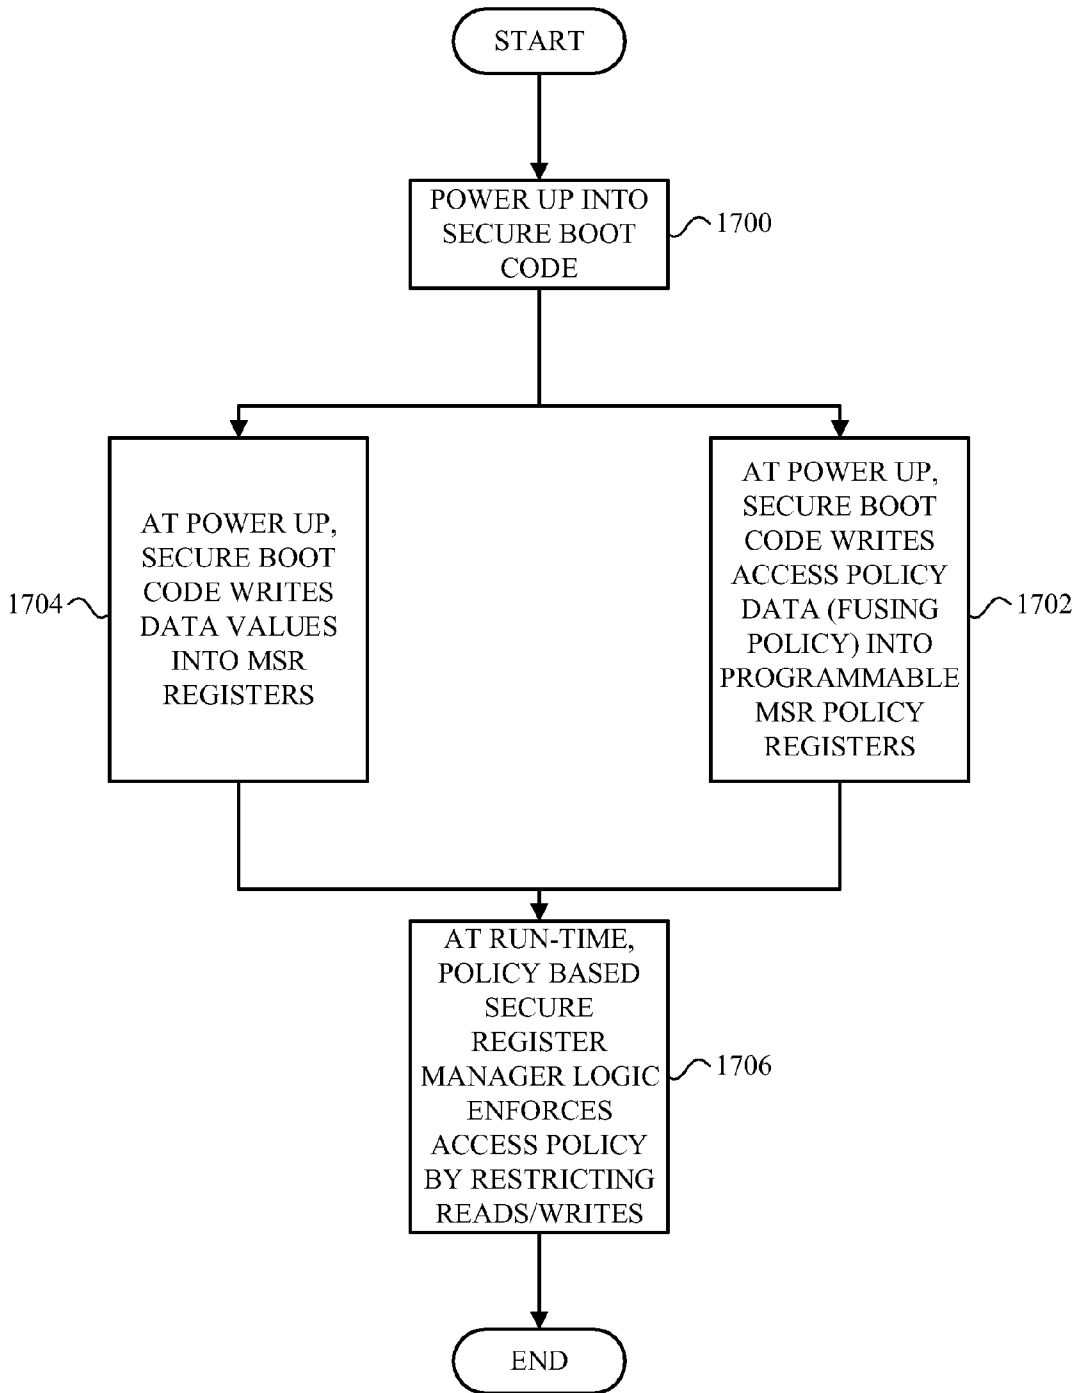 START
POWER UP INTO
SECURE BOOT
CODE
1700
AT POWER UP,
SECURE BOOT
CODE WRITES
DATA VALUES
INTO MSR
REGISTERS
1704
AT POWER UP,
SECURE BOOT
CODE WRITES
ACCESS POLICY
DATA (FUSING
POLICY) INTO
PROGRAMMABLE
MSR POLICY
REGISTERS
1702
AT RUN-TIME,
POLICY BASED
SECURE
REGISTER
MANAGER LOGIC
ENFORCES
ACCESS POLICY
BY RESTRICTING
READS/WRITES
1706
END